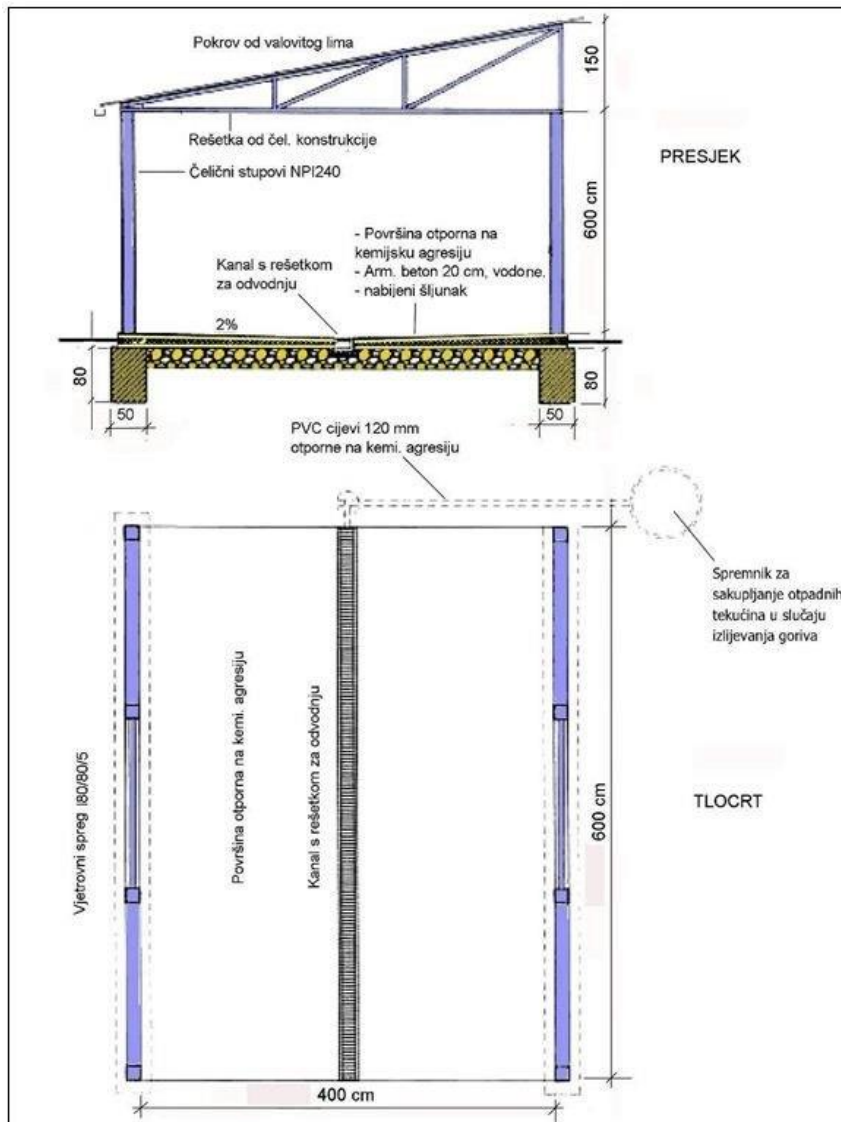 Pokrov od valovitog lima
150
Rešetka od čel. konstrukcije
PRESJEK
Čelični stupovi NPI240
600 cm
- Površina otporna na
kemijsku agresiju
- Arm. beton 20 cm, vodone.
- nabijeni šljunak
Kanal s rešetkom
za odvodnju
2%
80
80
50
50
PVC cijevi 120 mm
otporne na kemi. agresiju
Spremnik za
sakupljanje otpadnih
tekućina u slučaju
izlijevanja goriva
Vjetrovni spreg I80/80/5
Površina otporna na kemi. agresiju
Kanal s rešetkom za odvodnju
600 cm
TLOCRT
400 cm